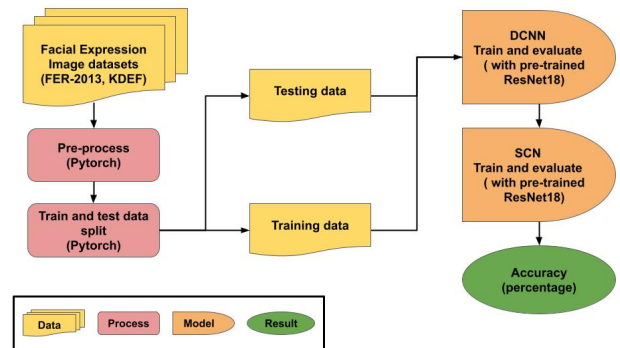 Facial Expression
Image datasets
(FER-2013, KDEF)
Pre-process
(Pytorch)
Train and test data
split
(Pytorch)
Testing data
Training data
DCNN
Train and evaluate
( with pre-trained
ResNet18)
SCN
Train and evaluate
( with pre-trained
ResNet18)
Accuracy
(percentage)
Data
Process
Model
Result